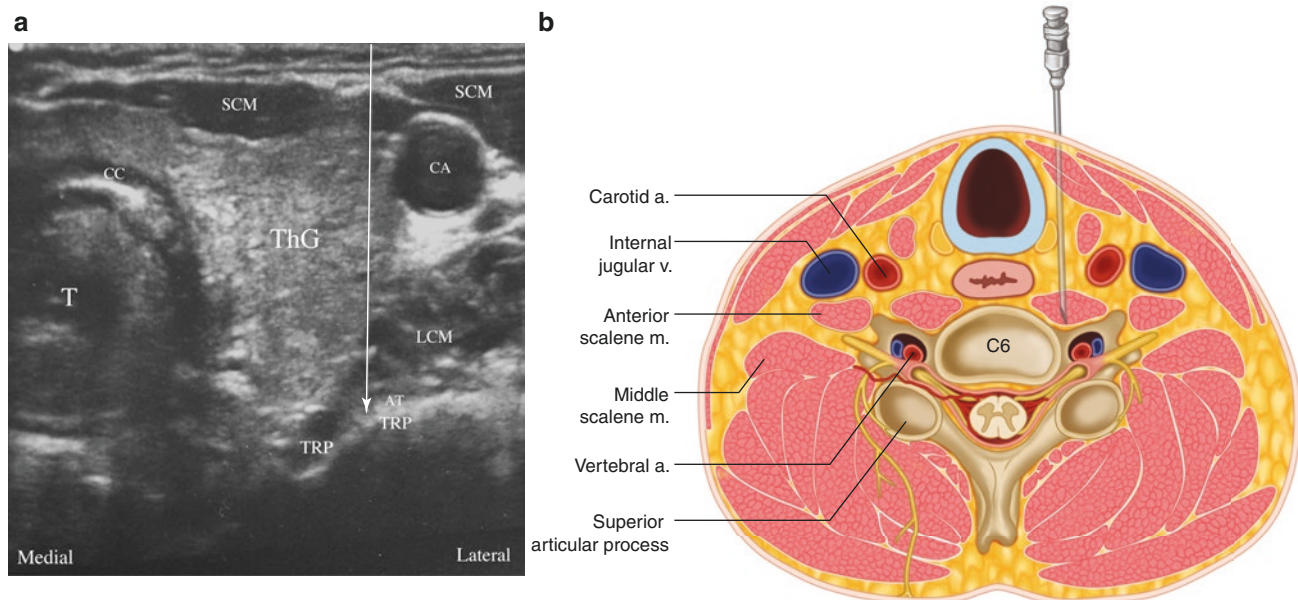 a
b
SCM
SCM
CC
CA
ThG
T
LCM
AT
TRP
TRP
Medial
Lateral
Carotid a.
Internal
jugular v.
Anterior
scalene m.
Middle
scalene m.
Vertebral a.
Superior
articular process
C6